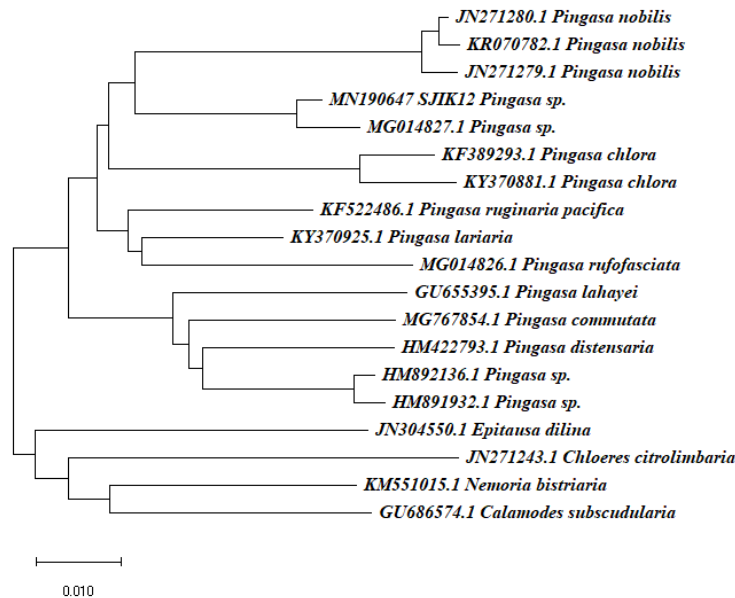 JN271280.1 Pingasa nobilis
KR070782.1 Pingasa nobilis
JN271279.1 Pingasa nobilis
MN190647 SJIK12 Pingasa sp.
MG014827.1 Pingasa sp.
KF389293.1 Pingasa chlora
KY370881.1 Pingasa chlora
KF522486.1 Pingasa ruginaria pacifica
KY370925.1 Pingasa lariaria
MG014826.1 Pingasa rufofasciata
GU655395.1 Pingasa lahayei
MG767854.1 Pingasa commutata
HM422793.1 Pingasa distensaria
HM892136.1 Pingasa sp.
HM891932.1 Pingasa sp.
JN304550.1 Epitausa dilina
JN271243.1 Chloeres citrolimbaria
KM551015.1 Nemoria bistriaria
GU686574.1 Calamodes subscudularia
0.010